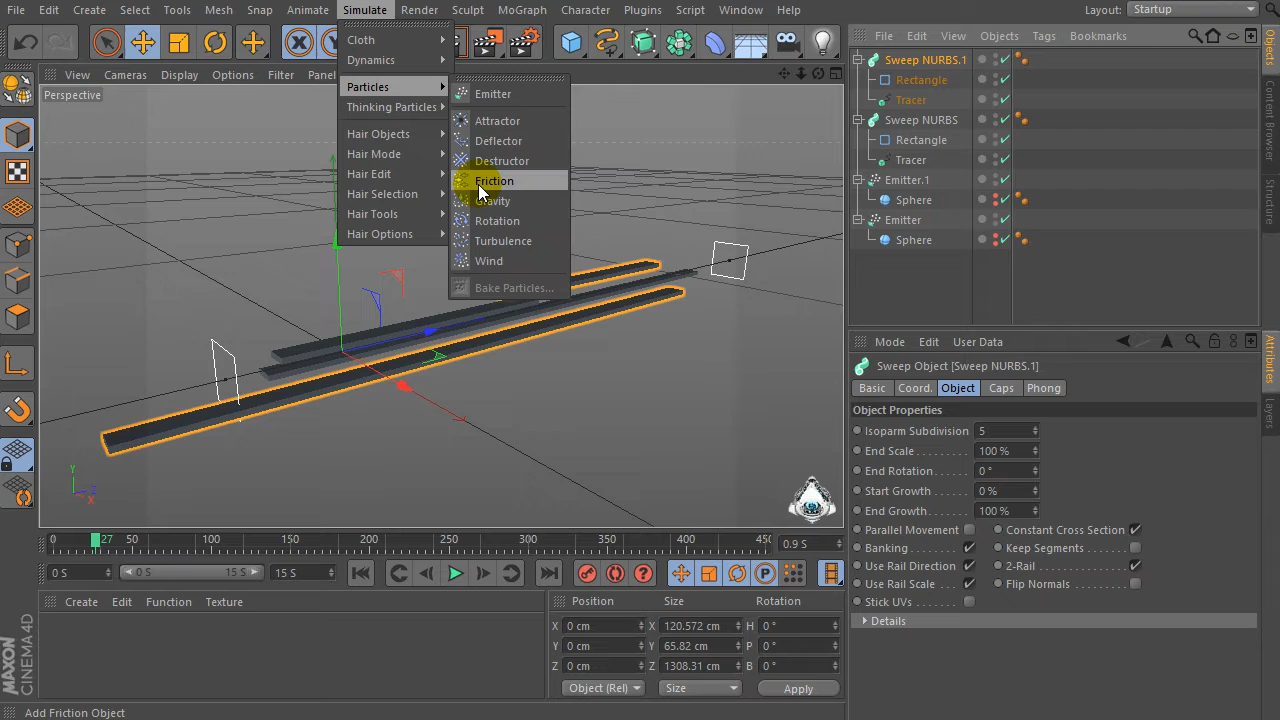 File Edit Create Select Tools Mesh Snap Animate Simulate Render Sculpt MoGraph Character Plugins Script Window Help Layout: Startup
View Cameras Display Options Filter Panel
Perspective
Cloth
Dynamics
Particles
Thinking Particles
Hair Objects
Hair Mode
Hair Edit
Hair Selection
Hair Tools
Hair Options
Emitter
Attractor
Deflector
Destructor
Friction
Gravity
Rotation
Turbulence
Wind
Bake Particles...
File Edit View Objects Tags Bookmarks
Sweep NURBS.1
Rectangle
Tracer
Sweep NURBS
Rectangle
Tracer
Emitter.1
Sphere
Emitter
Sphere
Objects
Structure
Mode Edit User Data
Sweep Object [Sweep NURBS.1]
Basic Coord. Object Caps Phong
Object Properties
Isoparm Subdivision 5
End Scale 100 %
End Rotation 0 °
Start Growth 0 %
End Growth 100 %
Parallel Movement Constant Cross Section
Banking Keep Segments
Use Rail Direction 2-Rail
Use Rail Scale Flip Normals
Stick UVs
Details
Attributes
Layers
Y
Z
X
0 27 50 100 150 200 250 300 350 400 450 0.9 S
0 S 0 S 15 S 15 S
Create Edit Function Texture
Position Size Rotation
X 0 cm X 120.572 cm H 0 °
Y 0 cm Y 65.82 cm P 0 °
Z 0 cm Z 1308.31 cm B 0 °
Object (Rel) Size Apply
MAXON
CINEMA 4D
Add Friction Object